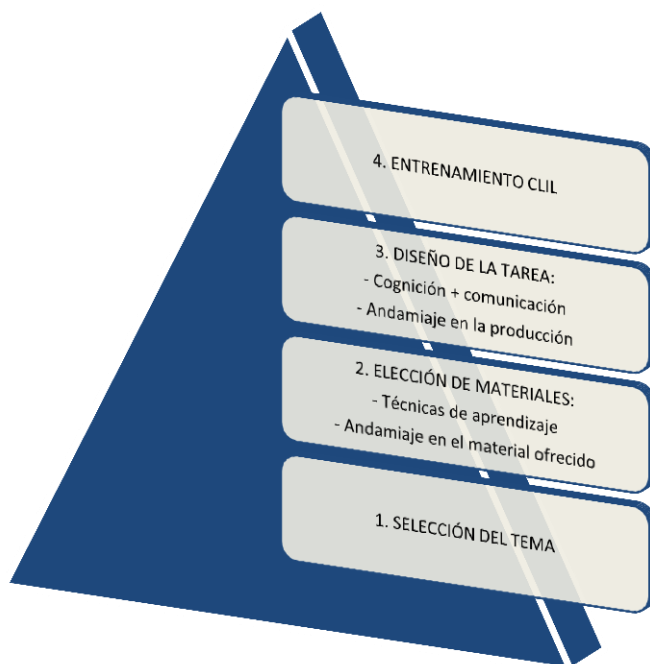 4. ENTRENAMIENTO CLIL
3. DISEÑO DE LA TAREA:
- Cognición + comunicación
- Andamiaje en la producción
2. ELECCIÓN DE MATERIALES:
- Técnicas de aprendizaje
- Andamiaje en el material ofrecido
1. SELECCIÓN DEL TEMA